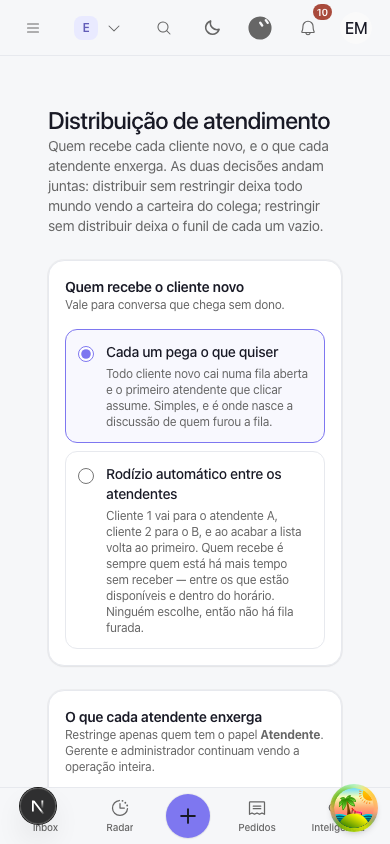 E
10
EM
Distribuição de atendimento
Quem recebe cada cliente novo, e o que cada
atendente enxerga. As duas decisões andam
juntas: distribuir sem restringir deixa todo
mundo vendo a carteira do colega; restringir
sem distribuir deixa o funil de cada um vazio.
Quem recebe o cliente novo
Vale para conversa que chega sem dono.
Cada um pega o que quiser
Todo cliente novo cai numa fila aberta
e o primeiro atendente que clicar
assume. Simples, e é onde nasce a
discussão de quem furou a fila.
Rodízio automático entre os
atendentes
Cliente 1 vai para o atendente A,
cliente 2 para o B, e ao acabar a lista
volta ao primeiro. Quem recebe é
sempre quem está há mais tempo
sem receber — entre os que estão
disponíveis e dentro do horário.
Ninguém escolhe, então não há fila
furada.
O que cada atendente enxerga
Restringe apenas quem tem o papel Atendente.
Gerente e administrador continuam vendo a
operação inteira.
N
Inbox
Radar
Pedidos